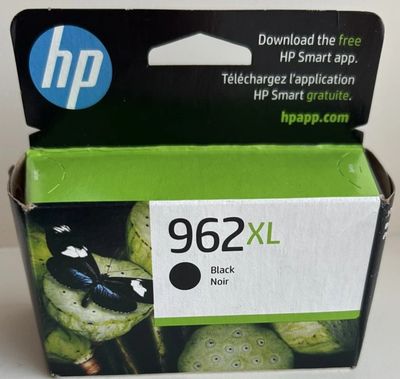 hp
Download the free
HP Smart app.
Téléchargez l'application
HP Smart gratuite.
hpapp.com
962XL
Black
Noir